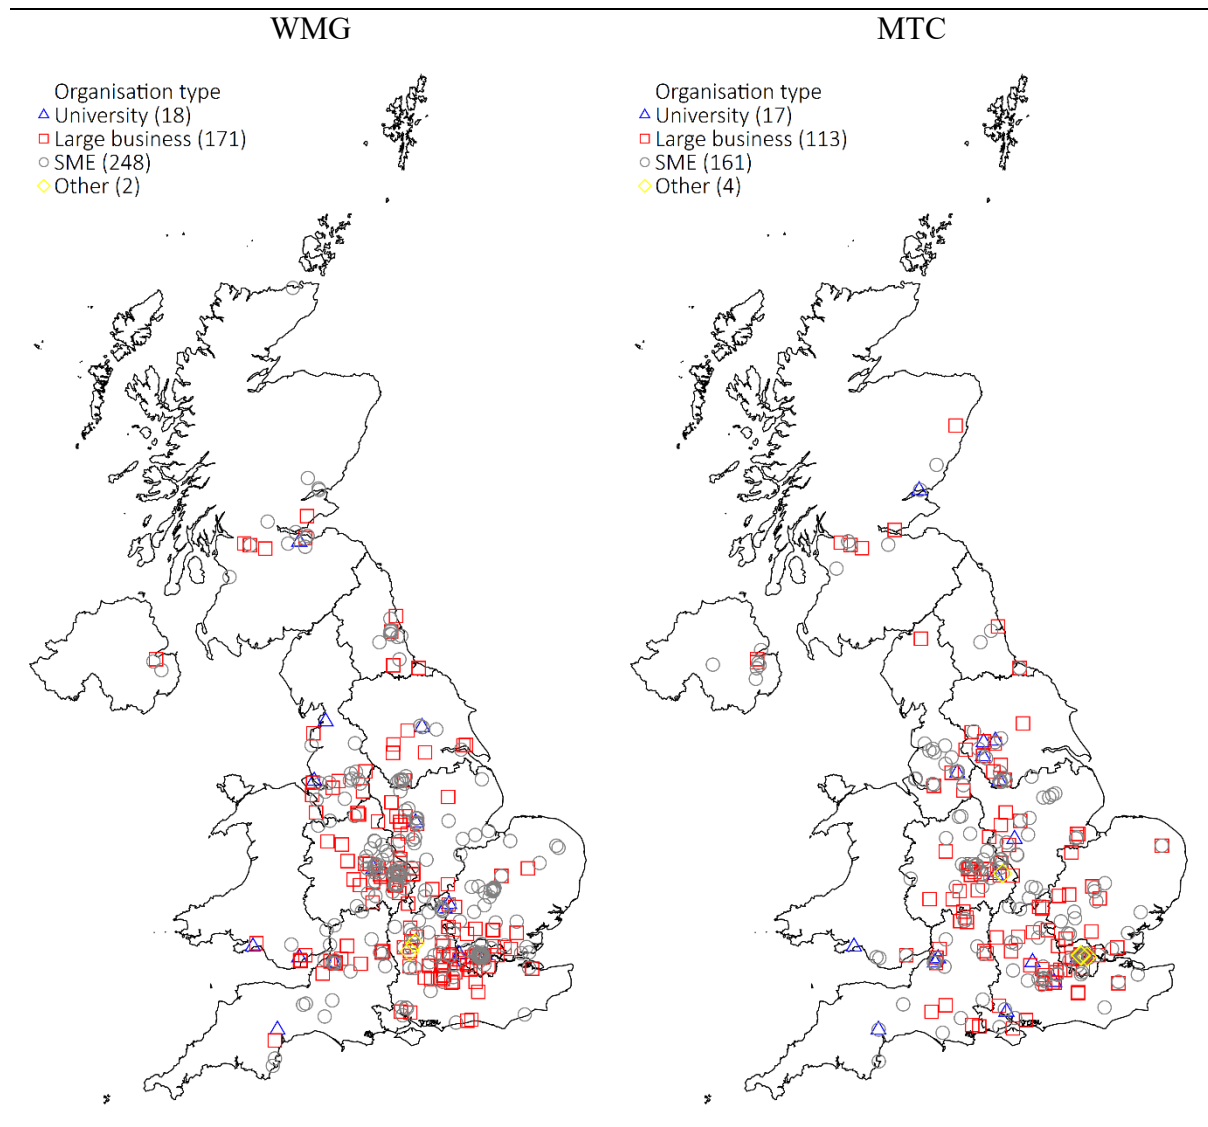 WMG
Organisation type
University (18)
Large business (171)
SME (248)
Other (2)
MTC
Organisation type
University (17)
Large business (113)
SME (161)
Other (4)